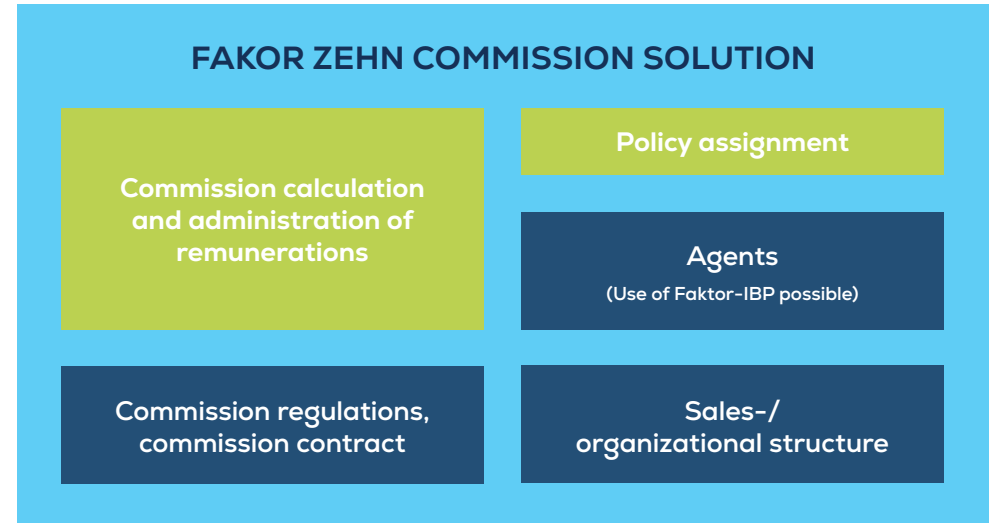 FAKOR ZEHN COMMISSION SOLUTION
Commission calculation
and administration of
remunerations
Policy assignment
Agents
(Use of Faktor-IBP possible)
Commission regulations,
commission contract
Sales-/
organizational structure